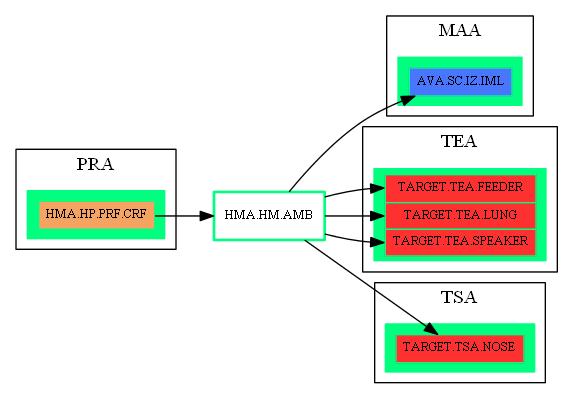 MAA
AVA.SC.IZ.IML
TEA
PRA
TARGET.TEA.FEEDER
HMA.HP.PRF.CRF
HMA.HM.AMB
TARGET.TEA.LUNG
TARGET.TEA.SPEAKER
TSA
TARGET.TSA.NOSE